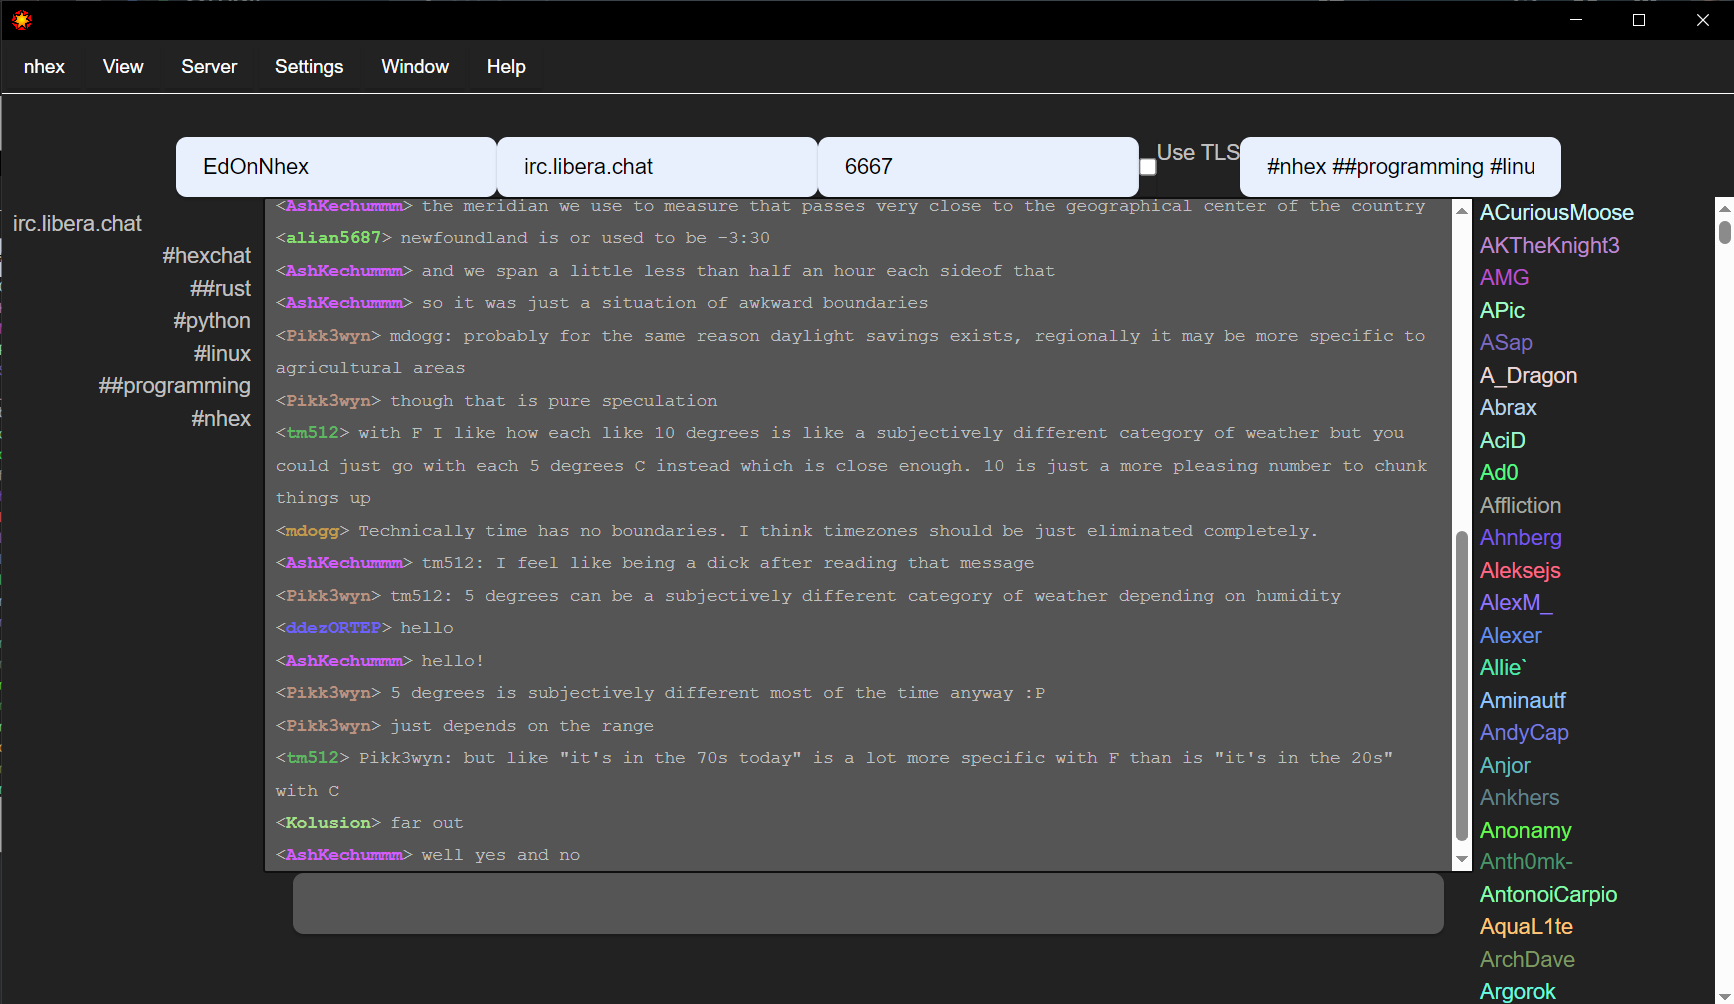 nhex View Server Settings Window Help
EdOnNhex irc.libera.chat 6667 Use TLS #nhex ##programming #linu
irc.libera.chat
#hexchat
##rust
#python
#linux
##programming
#nhex
<AshKechummm> the meridian we use to measure that passes very close to the geographical center of the country
<alian5687> newfoundland is or used to be -3:30
<AshKechummm> and we span a little less than half an hour each sideof that
<AshKechummm> so it was just a situation of awkward boundaries
<Pikk3wyn> mdogg: probably for the same reason daylight savings exists, regionally it may be more specific to
agricultural areas
<Pikk3wyn> though that is pure speculation
<tm512> with F I like how each like 10 degrees is like a subjectively different category of weather but you
could just go with each 5 degrees C instead which is close enough. 10 is just a more pleasing number to chunk
things up
<mdogg> Technically time has no boundaries. I think timezones should be just eliminated completely.
<AshKechummm> tm512: I feel like being a dick after reading that message
<Pikk3wyn> tm512: 5 degrees can be a subjectively different category of weather depending on humidity
<ddezORTEP> hello
<AshKechummm> hello!
<Pikk3wyn> 5 degrees is subjectively different most of the time anyway :P
<Pikk3wyn> just depends on the range
<tm512> Pikk3wyn: but like "it's in the 70s today" is a lot more specific with F than is "it's in the 20s"
with C
<Kolusion> far out
<AshKechummm> well yes and no
ACuriousMoose
AKTheKnight3
AMG
APic
ASap
A_Dragon
Abrax
AciD
Ad0
Affliction
Ahnberg
Aleksejs
AlexM_
Alexer
Allie`
Aminautf
AndyCap
Anjor
Ankhers
Anonamy
Anth0mk-
AntonoiCarpio
AquaL1te
ArchDave
Argorok